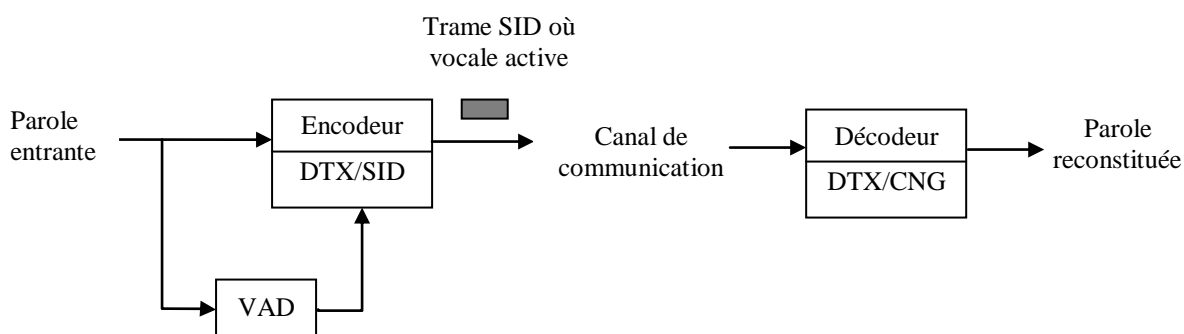 Trame SID où
vocale active
Parole
entrante
Encodeur
DTX/SID
VAD
Canal de
communication
Décodeur
DTX/CNG
Parole
reconstituée